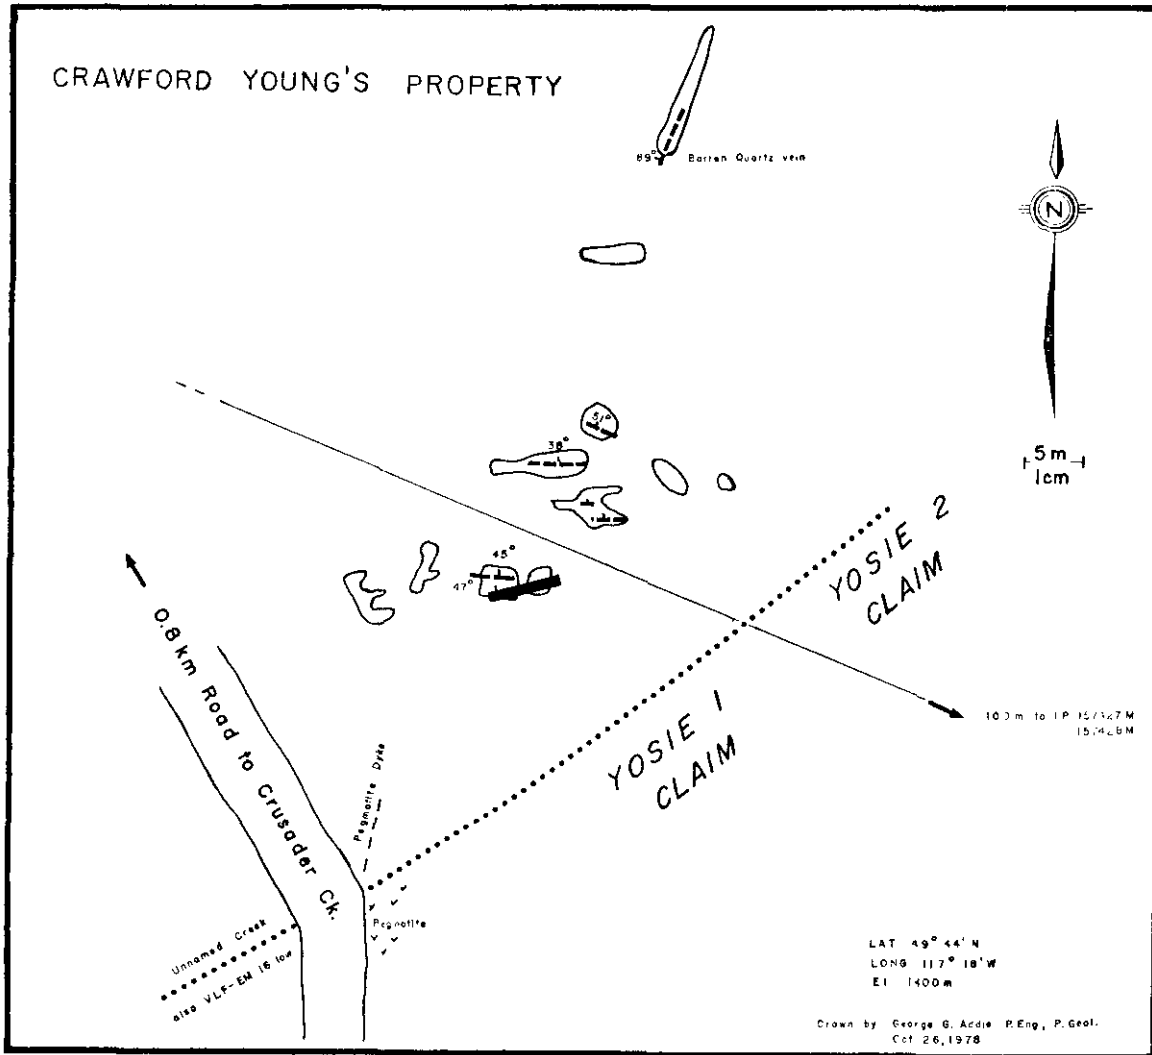 CRAWFORD YOUNG'S PROPERTY
89° Barren Quartz vein
N
51°
38°
5 m
1cm
45°
47°
YOSIE 2
CLAIM
YOSIE 1
CLAIM
0.8 km Road to Crusader Ck.
100 m to LP
M
M
Pegmatite Dyke
Pegmatite
Unnamed Creek
also VLF-EM 16 low
LAT 49° 44' N
LONG 117° 18' W
El 1400 m
Drawn by George G. Addie P.Eng, P.Geol.
Oct 26, 1978